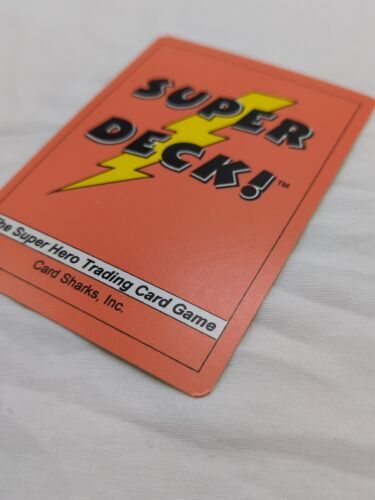 SUPER
DECK!™
The Super Hero Trading Card Game
Card Sharks, Inc.